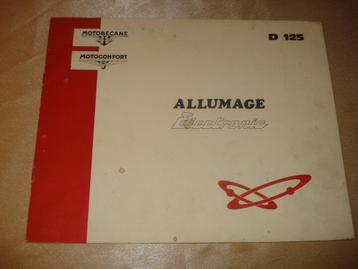 MOTOBECANE
MOTOCONFORT
D 125
ALLUMAGE
Electronic